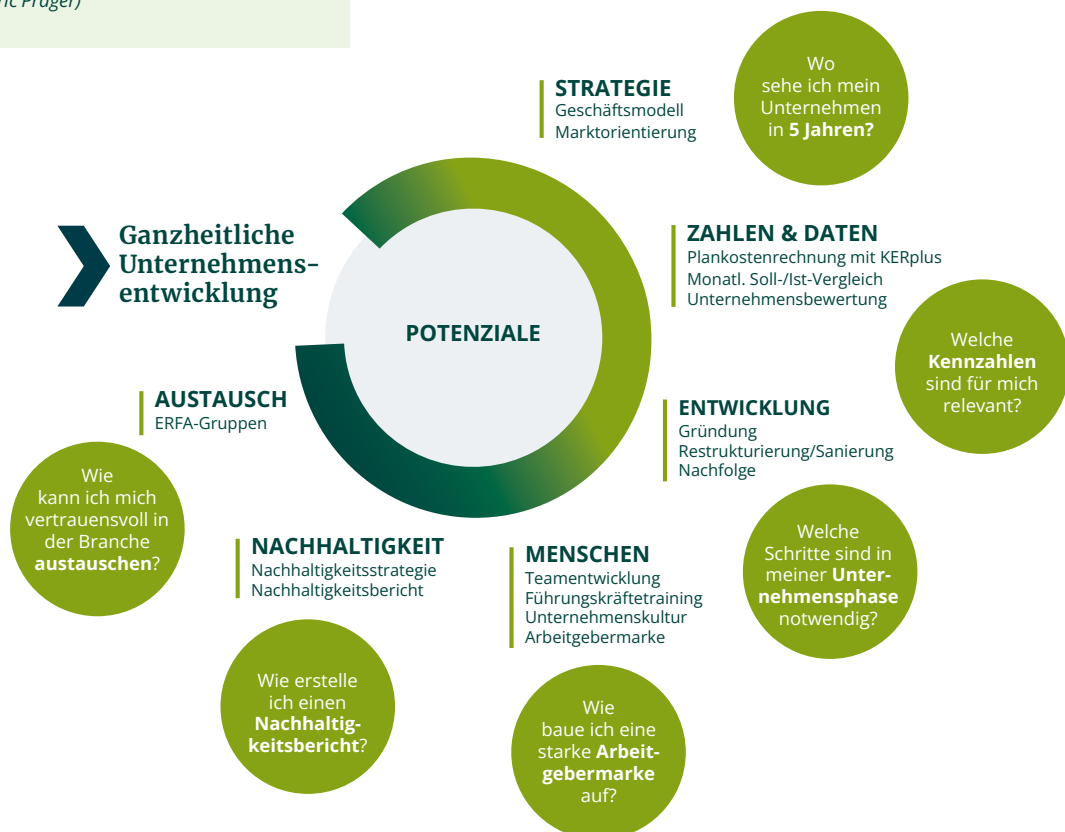 ric Prüger)
Wo
sehe ich mein
Unternehmen
in 5 Jahren?
STRATEGIE
Geschäftsmodell
Marktorientierung
Ganzheitliche
Unternehmens-
entwicklung
ZAHLEN & DATEN
Plankostenrechnung mit KERplus
Monatl. Soll-/Ist-Vergleich
Unternehmensbewertung
POTENZIALE
Welche
Kennzahlen
sind für mich
relevant?
AUSTAUSCH
ERFA-Gruppen
ENTWICKLUNG
Gründung
Restrukturierung/Sanierung
Nachfolge
Wie
kann ich mich
vertrauensvoll in
der Branche
austauschen?
Welche
Schritte sind in
meiner Unter-
nehmensphase
notwendig?
NACHHALTIGKEIT
Nachhaltigkeitsstrategie
Nachhaltigkeitsbericht
MENSCHEN
Teamentwicklung
Führungskräftetraining
Unternehmenskultur
Arbeitgebermarke
Wie erstelle
ich einen
Nachhaltig-
keitsbericht?
Wie
baue ich eine
starke Arbeit-
gebermarke
auf?